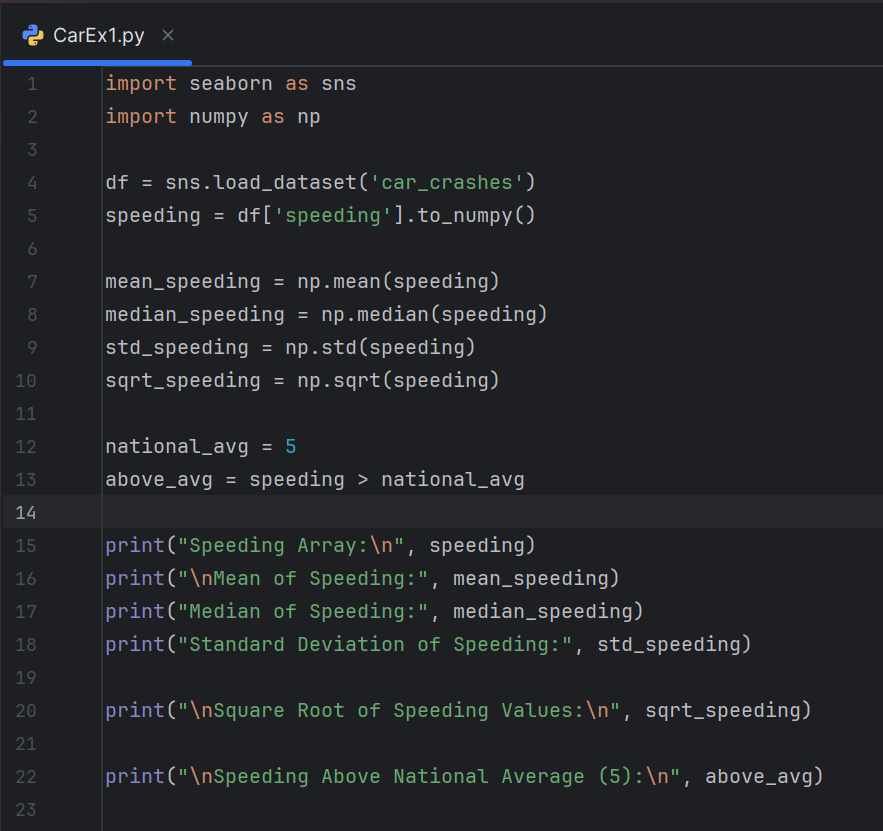 CarEx1.py
1 import seaborn as sns
2 import numpy as np
3
4 df = sns.load_dataset('car_crashes')
5 speeding = df['speeding'].to_numpy()
6
7 mean_speeding = np.mean(speeding)
8 median_speeding = np.median(speeding)
9 std_speeding = np.std(speeding)
10 sqrt_speeding = np.sqrt(speeding)
11
12 national_avg = 5
13 above_avg = speeding > national_avg
14
15 print("Speeding Array:\n", speeding)
16 print("\nMean of Speeding:", mean_speeding)
17 print("Median of Speeding:", median_speeding)
18 print("Standard Deviation of Speeding:", std_speeding)
19
20 print("\nSquare Root of Speeding Values:\n", sqrt_speeding)
21
22 print("\nSpeeding Above National Average (5):\n", above_avg)
23